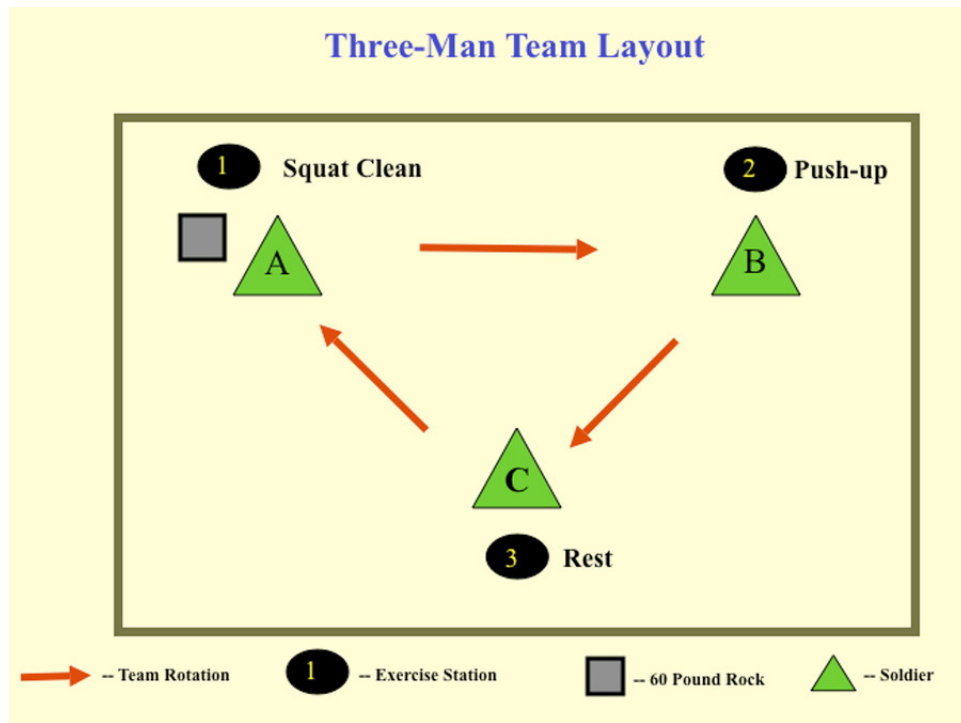 Three-Man Team Layout
1 Squat Clean
2 Push-up
A
B
C
3 Rest
-- Team Rotation
1 -- Exercise Station
-- 60 Pound Rock
-- Soldier